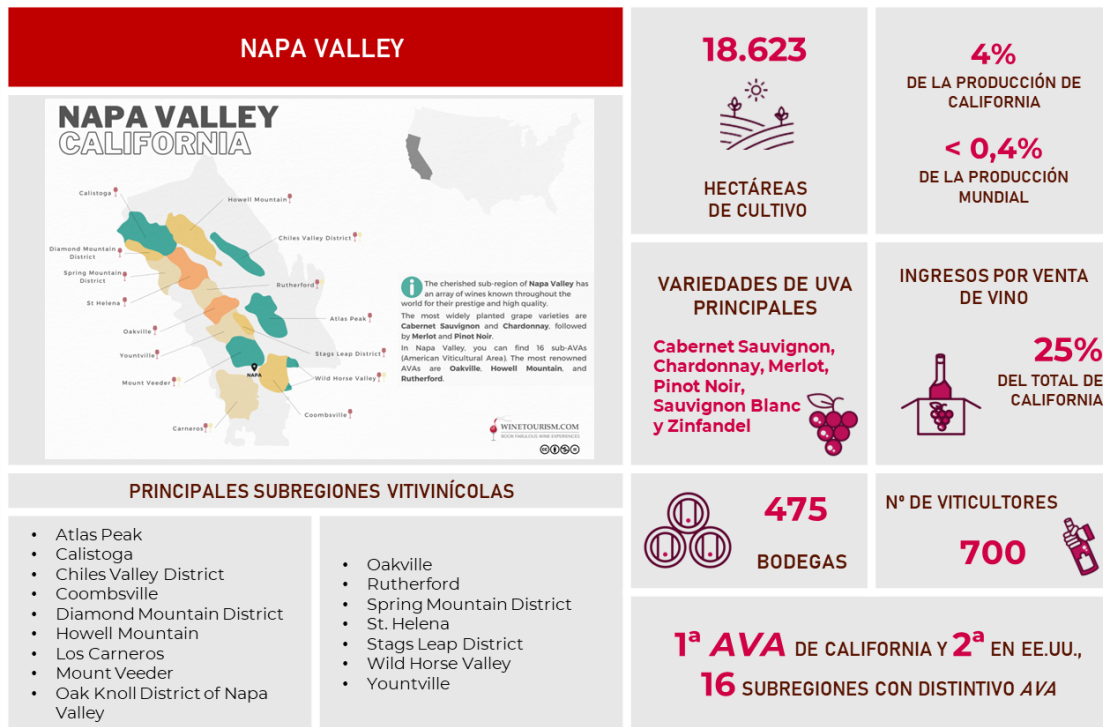 NAPA VALLEY
NAPA VALLEY
CALIFORNIA
Calistoga
Howell Mountain
Chiles Valley District
Diamond Mountain
District
Spring Mountain
District
Rutherford
St Helena
Atlas Peak
Oakville
Stags Leap District
Yountville
Mount Veeder
NAPA
Wild Horse Valley
Coombsville
Carneros
i The cherished sub-region of Napa Valley has
an array of wines known throughout the
world for their prestige and high quality.
The most widely planted grape varieties are
Cabernet Sauvignon and Chardonnay, followed
by Merlot and Pinot Noir.
In Napa Valley, you can find 16 sub-AVAs
(American Viticultural Area). The most renowned
AVAs are Oakville, Howell Mountain, and
Rutherford.
WINETOURISM.COM
BOOK FABULOUS WINE EXPERIENCES
18.623
HECTÁREAS
DE CULTIVO
4%
DE LA PRODUCCIÓN DE
CALIFORNIA
< 0,4%
DE LA PRODUCCIÓN
MUNDIAL
VARIEDADES DE UVA
PRINCIPALES
Cabernet Sauvignon,
Chardonnay, Merlot,
Pinot Noir,
Sauvignon Blanc
y Zinfandel
INGRESOS POR VENTA
DE VINO
25%
DEL TOTAL DE
CALIFORNIA
PRINCIPALES SUBREGIONES VITIVINÍCOLAS
• Atlas Peak
• Calistoga
• Chiles Valley District
• Coombsville
• Diamond Mountain District
• Howell Mountain
• Los Carneros
• Mount Veeder
• Oak Knoll District of Napa
Valley
• Oakville
• Rutherford
• Spring Mountain District
• St. Helena
• Stags Leap District
• Wild Horse Valley
• Yountville
475
BODEGAS
Nº DE VITICULTORES
700
1ª AVA DE CALIFORNIA Y 2ª EN EE.UU.,
16 SUBREGIONES CON DISTINTIVO AVA